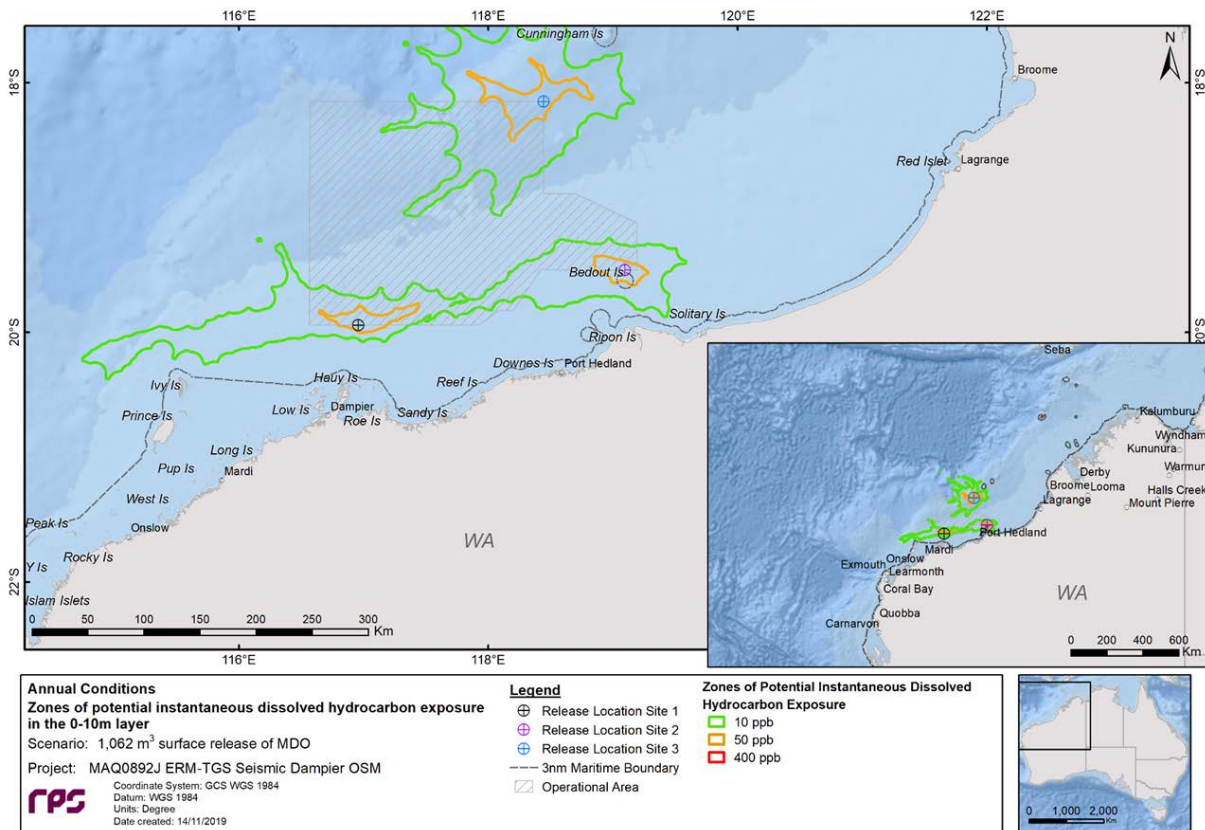 116°E
118°E
120°E
122°E
Cunningham Is
N
18°S
18°S
Broome
Red Islet
Lagrange
Bedout Is
20°S
Solitary Is
20°S
Ripon Is
Downes Is
Port Hedland
Ivy Is
Hauy Is
Reef Is
Prince Is
Low Is
Dampier
Roe Is
Sandy Is
Long Is
Pup Is
Mardi
West Is
Peak Is
Onslow
Rocky Is
WA
Y Is
22°S
Islam Islets
0 50 100 150 200 250 300
Km
116°E
118°E
Seba
Kalumburu
Wyndham
Kununurra
Derby
Warmun
Broome
Looma
Halls Creek
Lagrange
Mount Pierre
Port Hedland
Mardi
Exmouth
Onslow
Learmonth
Coral Bay
WA
Quobba
Carnarvon
0 200 400 600
Km
Annual Conditions
Zones of potential instantaneous dissolved hydrocarbon exposure
in the 0-10m layer
Scenario: 1,062 m³ surface release of MDO
Project: MAQ0892J ERM-TGS Seismic Dampier OSM
rps
Coordinate System: GCS WGS 1984
Datum: WGS 1984
Units: Degree
Date created: 14/11/2019
Legend
Release Location Site 1
Release Location Site 2
Release Location Site 3
3nm Maritime Boundary
Operational Area
Zones of Potential Instantaneous Dissolved
Hydrocarbon Exposure
10 ppb
50 ppb
400 ppb
0 1,000 2,000
Km